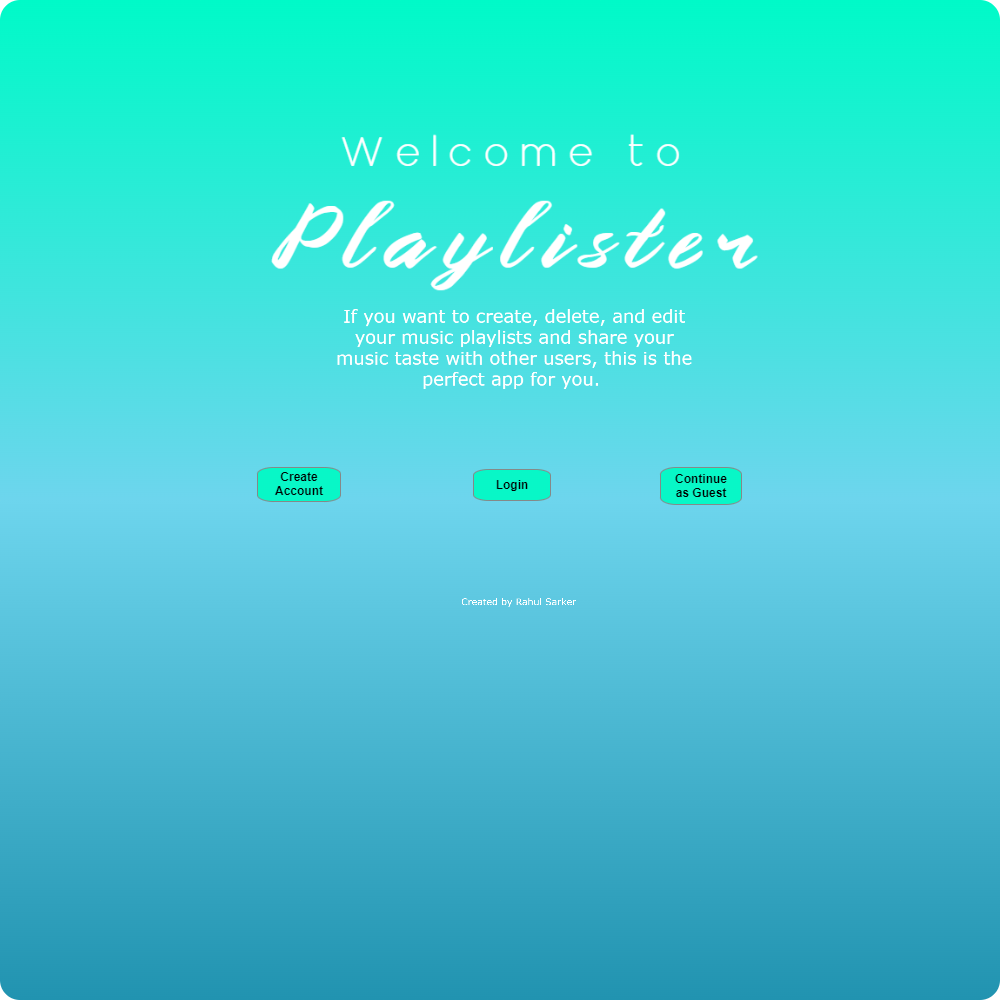 Welcome to
Playlister
If you want to create, delete, and edit
your music playlists and share your
music taste with other users, this is the
perfect app for you.
Create
Account
Login
Continue
as Guest
Created by Rahul Sarker